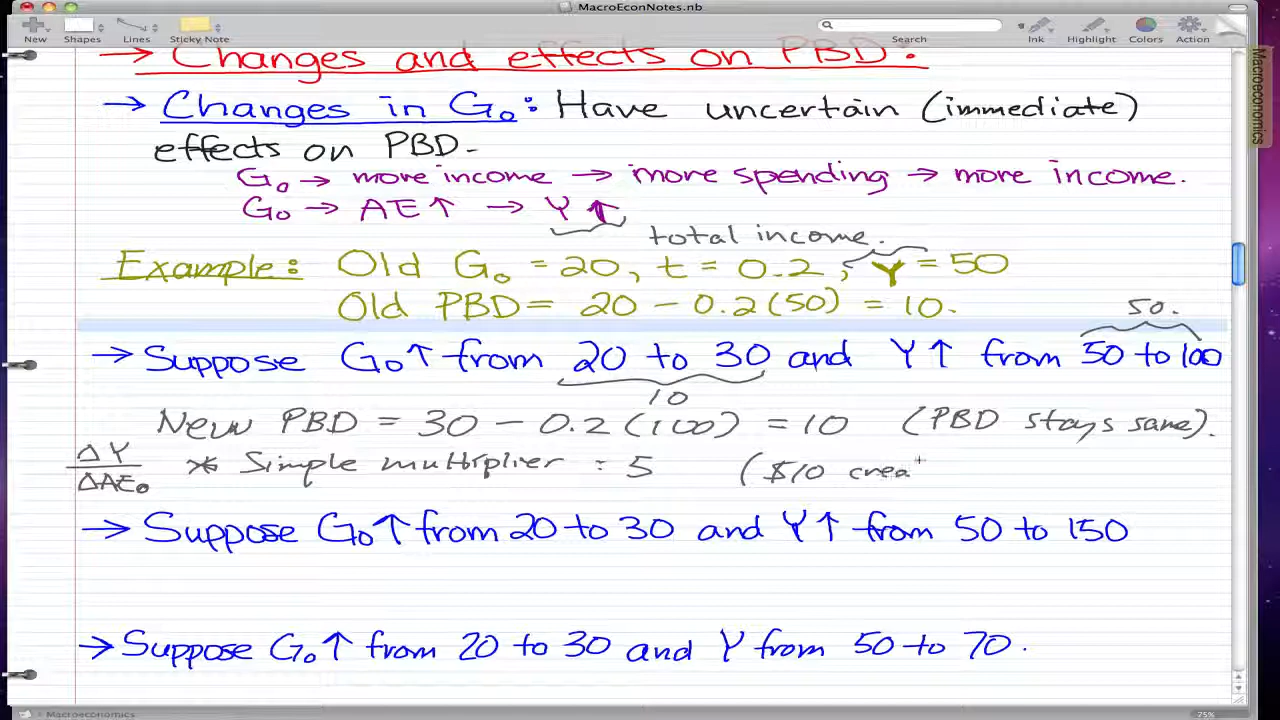 MacroEconNotes.nb
New Shapes Lines Sticky Note Search Ink Highlight Colors Action
→ Changes and effects on PBD:
→ Changes in G₀: Have uncertain (immediate)
effects on PBD.
G₀ → more income → more spending → more income.
G₀ → AE↑ → Y ↑
total income.
Example: Old G₀ = 20, t = 0.2, Y = 50
Old PBD = 20 - 0.2(50) = 10.
50.
→ Suppose G₀↑ from 20 to 30 and Y↑ from 50 to 100
10
New PBD = 30 - 0.2(100) = 10 (PBD stays same).
ΔY
ΔAE₀
* Simple multiplier = 5 ($10 creat
→ Suppose G₀↑ from 20 to 30 and Y↑ from 50 to 150
→ Suppose G₀↑ from 20 to 30 and Y from 50 to 70.
Macroeconomics
Macroeconomics
75%